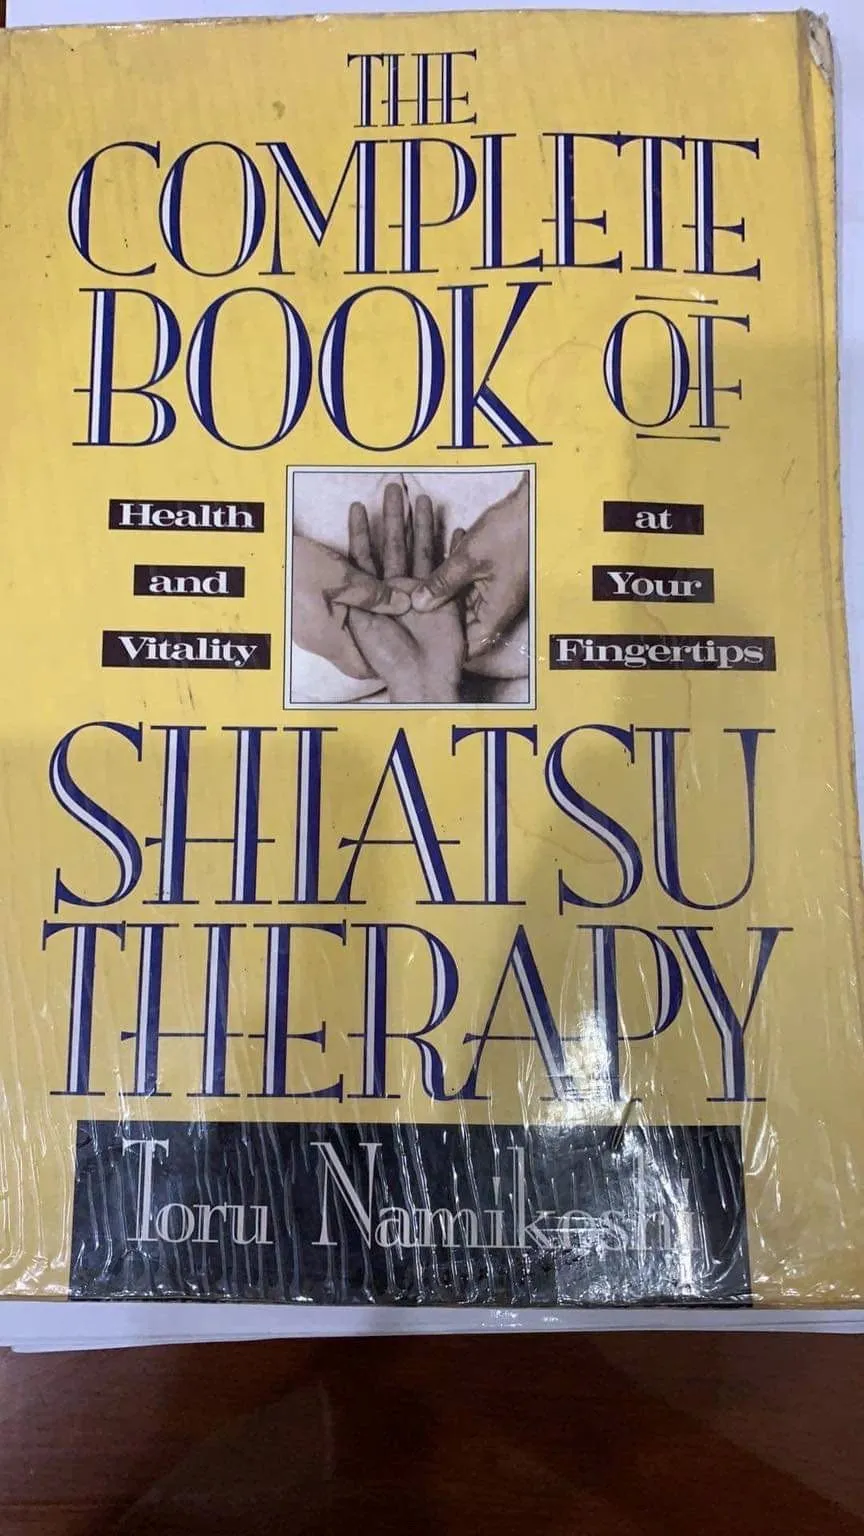 THE
COMPLETE
BOOK OF
Health
and
Vitality
at
Your
Fingertips
SHIATSU
THERAPY
Toru Namikoshi